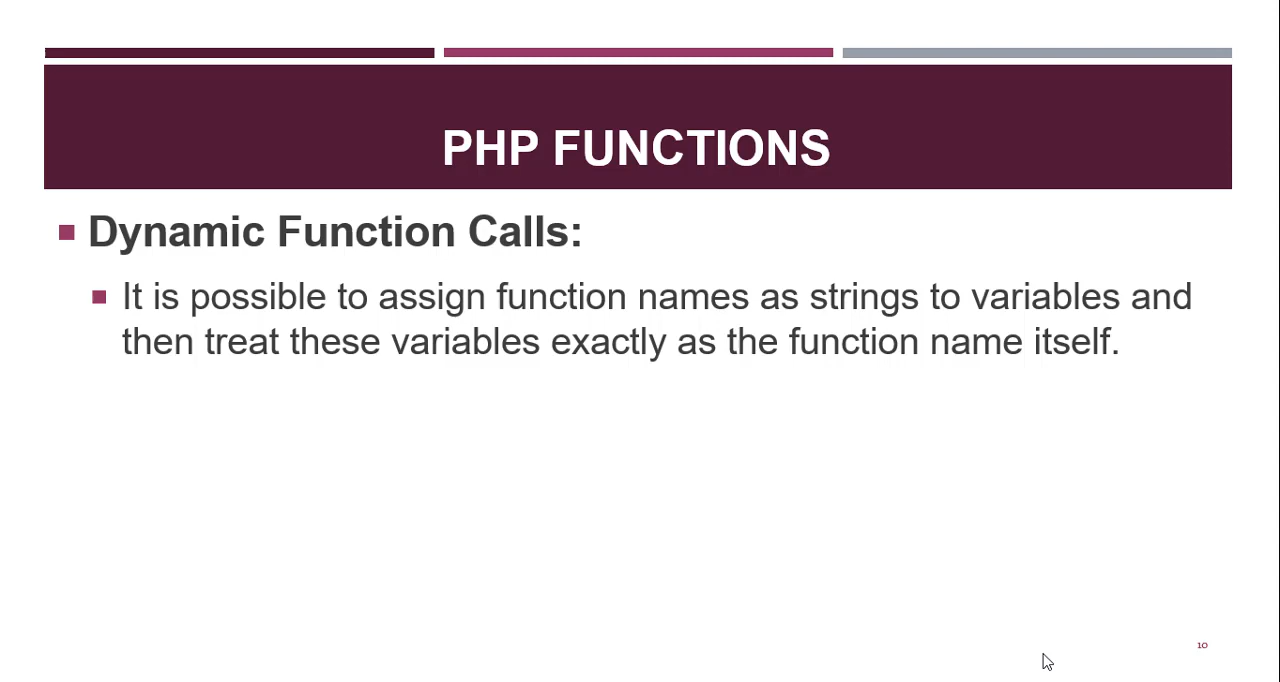 PHP FUNCTIONS
Dynamic Function Calls:
It is possible to assign function names as strings to variables and
then treat these variables exactly as the function name itself.
10